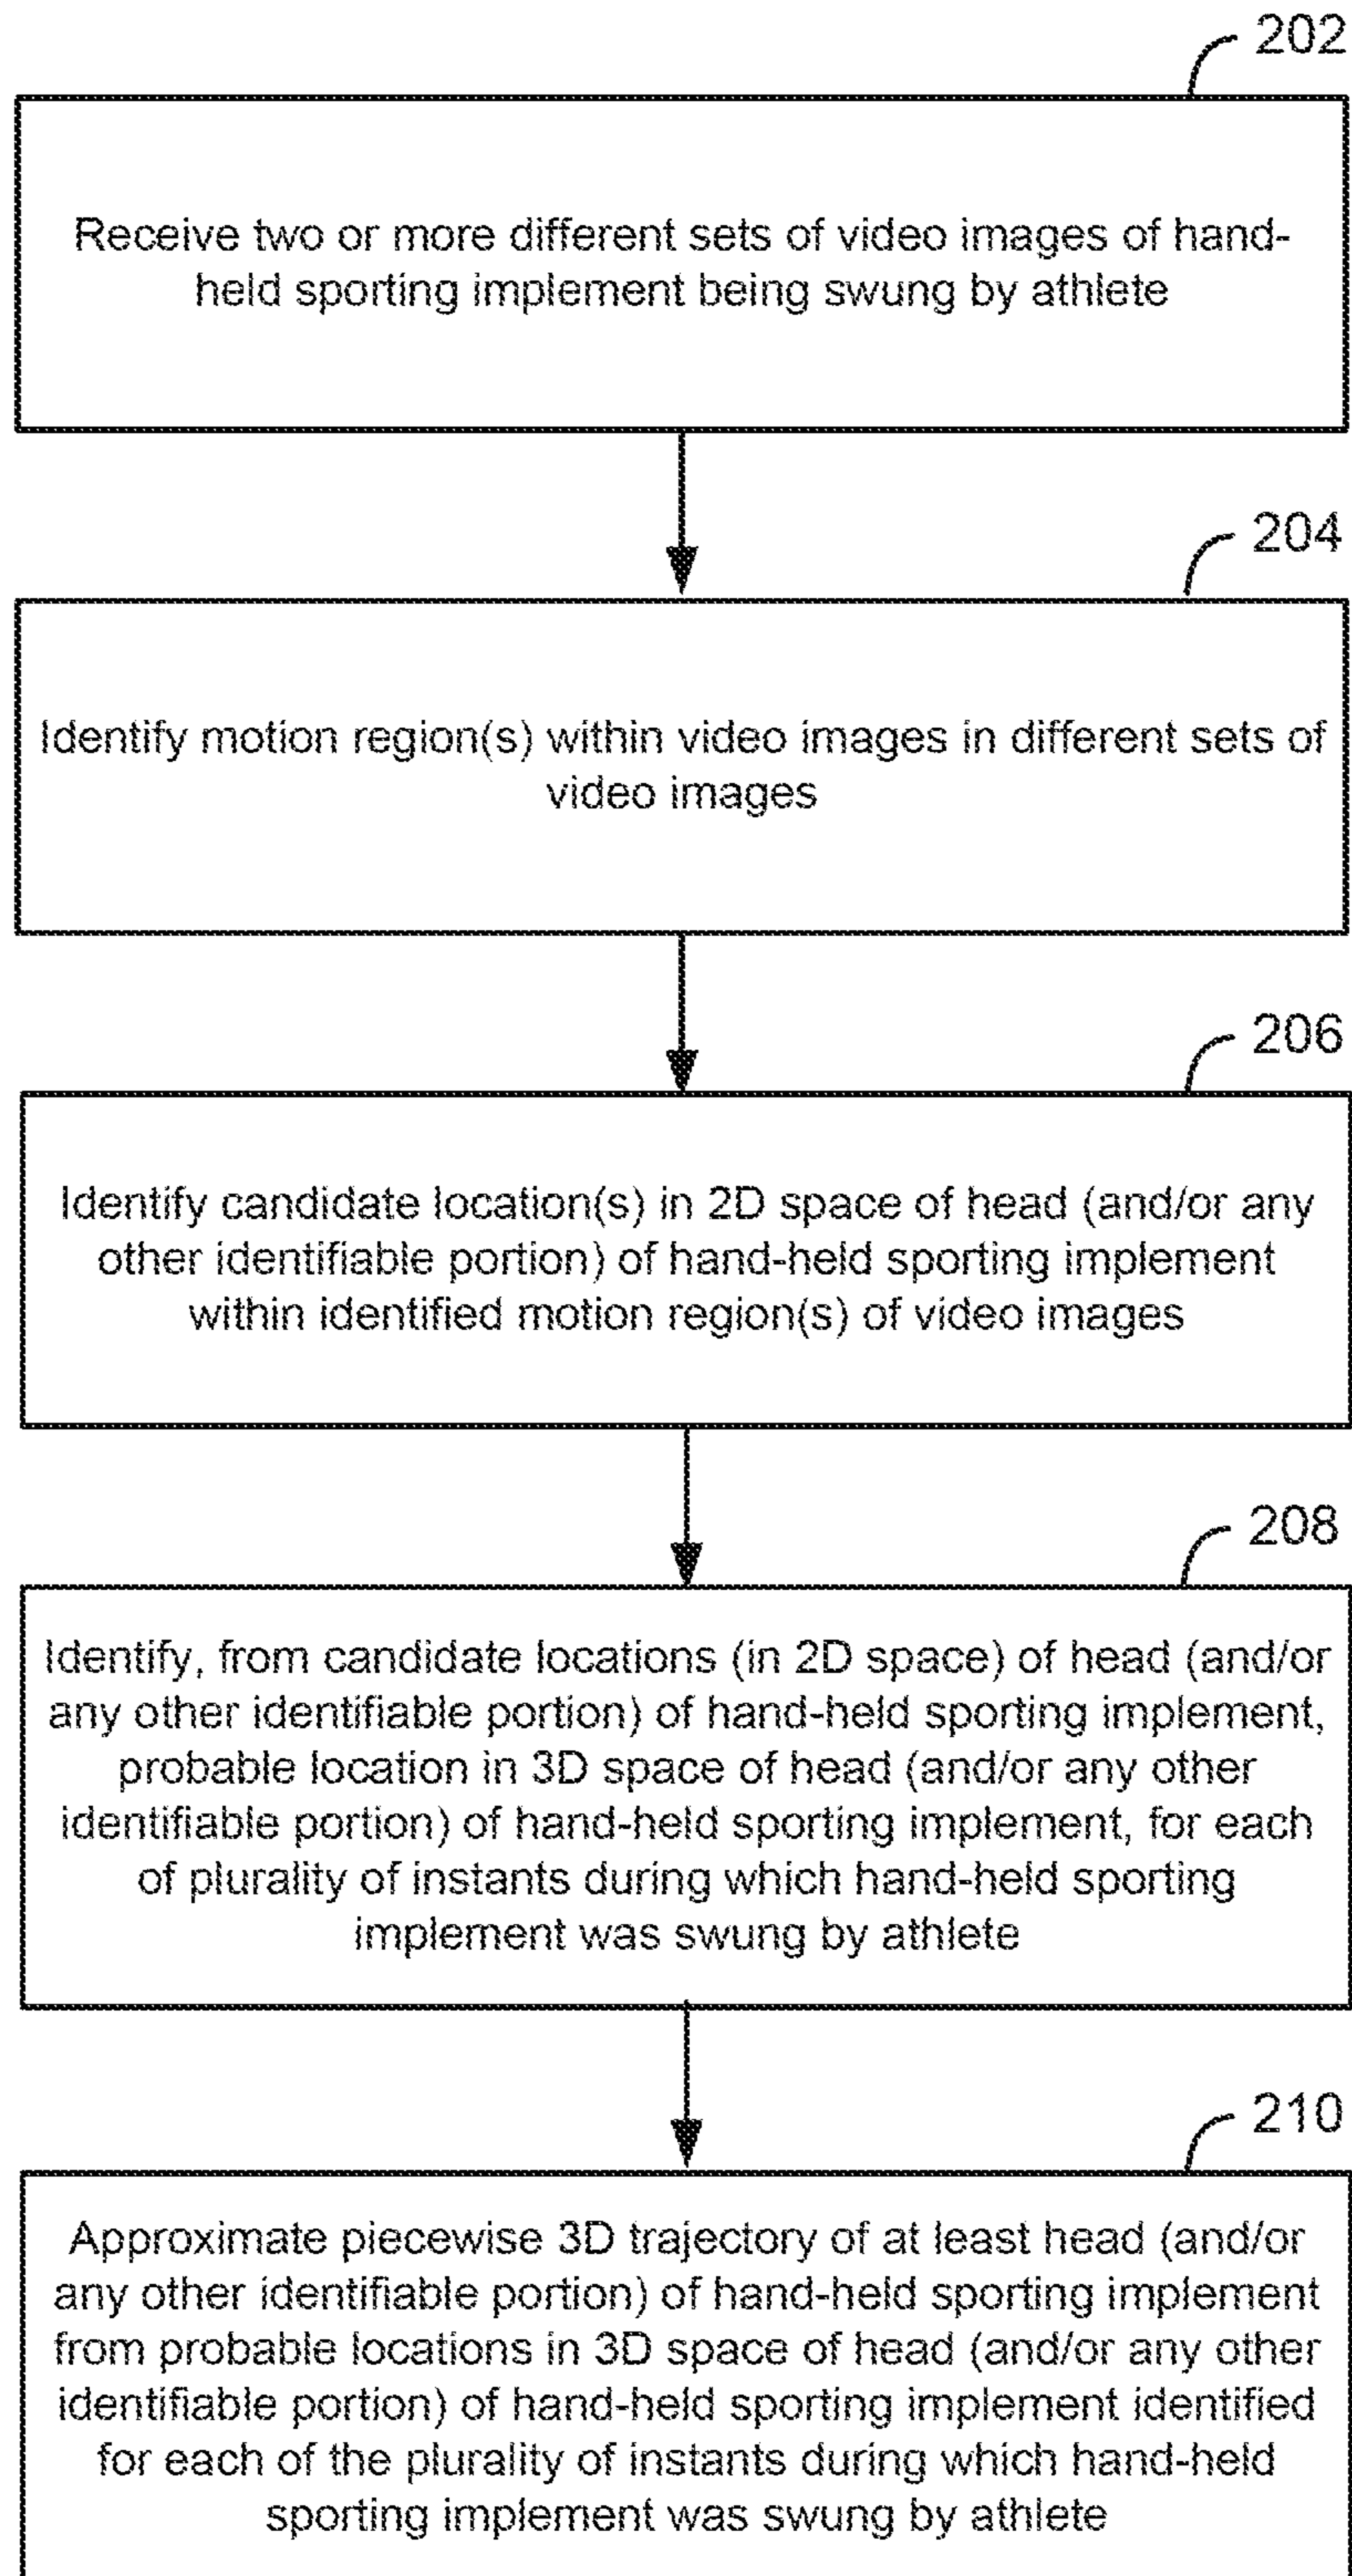 202
Receive two or more different sets of video images of hand-
held sporting implement being swung by athlete
204
Identify motion region(s) within video images in different sets of
video images
206
Identify candidate location(s) in 2D space of head (and/or any
other identifiable portion) of hand-held sporting implement
within identified motion region(s) of video images
208
Identify, from candidate locations (in 2D space) of head (and/or
any other identifiable portion) of hand-held sporting implement,
probable location in 3D space of head (and/or any other
identifiable portion) of hand-held sporting implement, for each
of plurality of instants during which hand-held sporting
implement was swung by athlete
210
Approximate piecewise 3D trajectory of at least head (and/or
any other identifiable portion) of hand-held sporting implement
from probable locations in 3D space of head (and/or any other
identifiable portion) of hand-held sporting implement identified
for each of the plurality of instants during which hand-held
sporting implement was swung by athlete